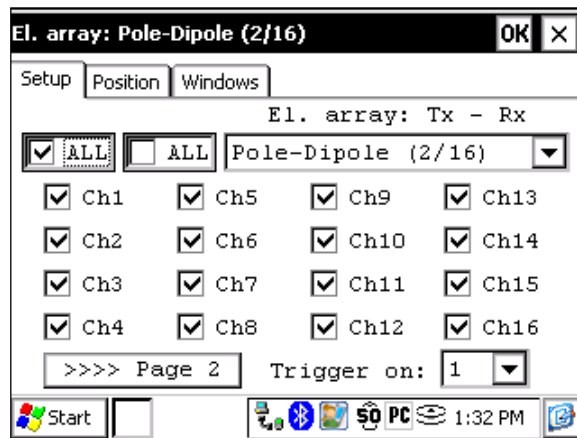 El. array: Pole-Dipole (2/16) OK ×
Setup Position Windows
El. array: Tx - Rx
ALL ALL Pole-Dipole (2/16)
Ch1 Ch5 Ch9 Ch13
Ch2 Ch6 Ch10 Ch14
Ch3 Ch7 Ch11 Ch15
Ch4 Ch8 Ch12 Ch16
>>>> Page 2 Trigger on: 1
Start 50 PC 1:32 PM